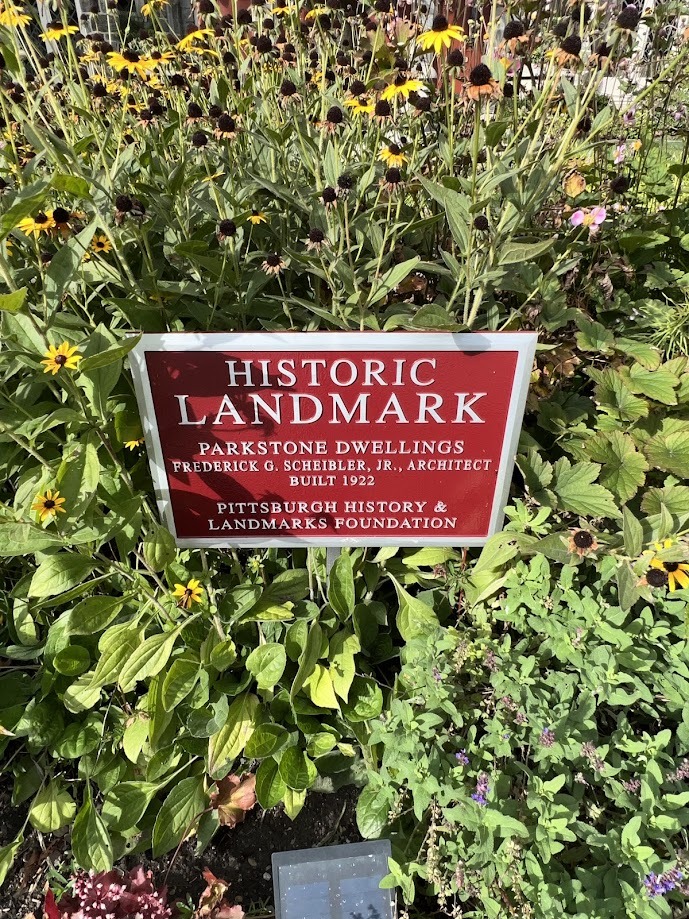 HISTORIC
LANDMARK
PARKSTONE DWELLINGS
FREDERICK G. SCHEIBLER, JR., ARCHITECT
BUILT 1922
PITTSBURGH HISTORY &
LANDMARKS FOUNDATION